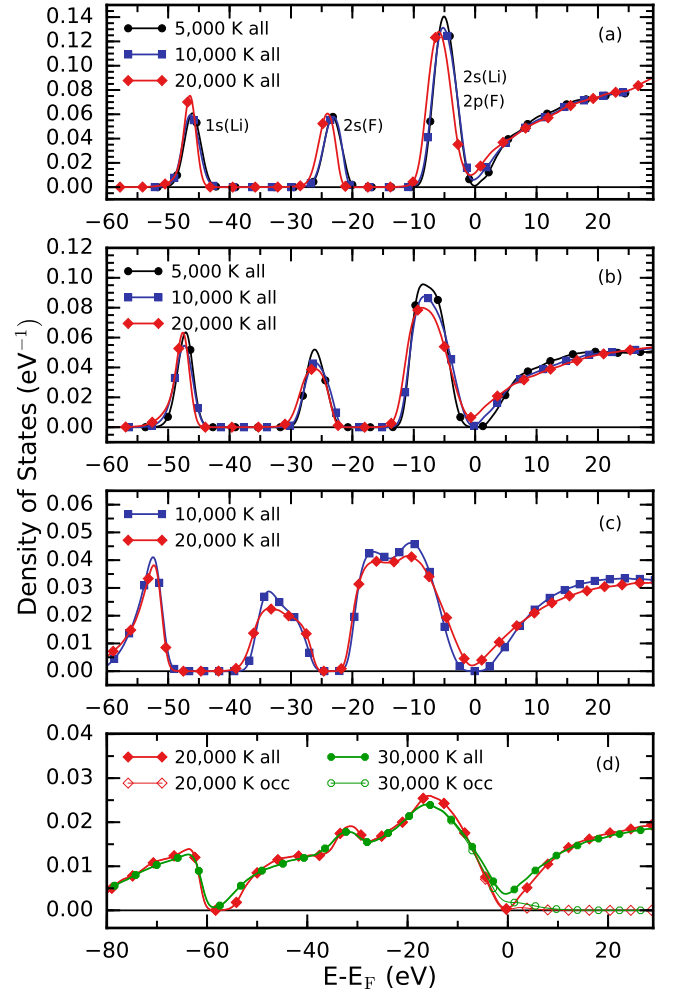 Density of States (eV⁻¹)
0.14
0.12
0.10
0.08
0.06
0.04
0.02
0.00
5,000 K all
10,000 K all
20,000 K all
(a)
1s(Li)
2s(F)
2s(Li)
2p(F)
−60 −50 −40 −30 −20 −10 0 10 20
0.12
0.10
0.08
0.06
0.04
0.02
0.00
5,000 K all
10,000 K all
20,000 K all
(b)
−60 −50 −40 −30 −20 −10 0 10 20
0.06
0.05
0.04
0.03
0.02
0.01
0.00
10,000 K all
20,000 K all
(c)
−60 −50 −40 −30 −20 −10 0 10 20
0.04
0.03
0.02
0.01
0.00
20,000 K all
20,000 K occ
30,000 K all
30,000 K occ
(d)
−80 −60 −40 −20 0 20
E-E_F (eV)